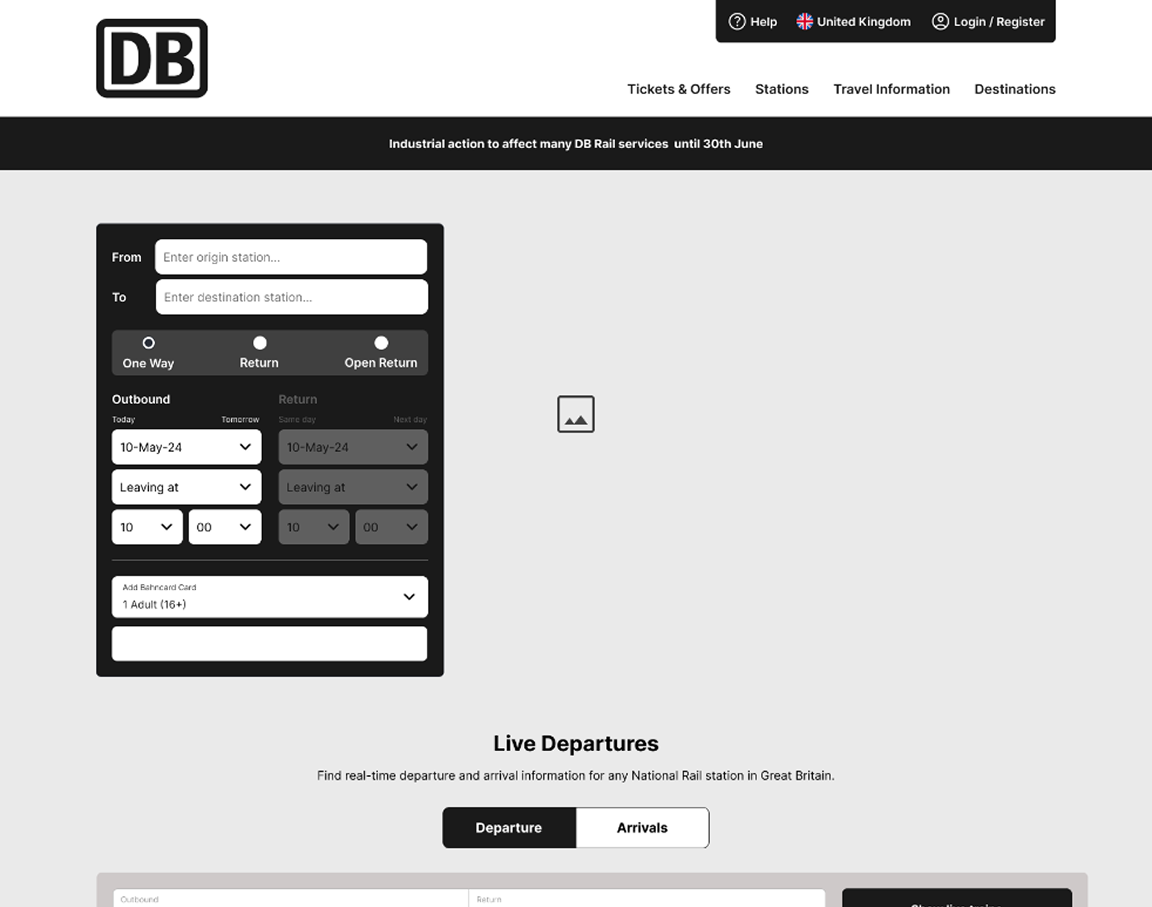 DB
Help United Kingdom Login / Register
Tickets & Offers Stations Travel Information Destinations
Industrial action to affect many DB Rail services until 30th June
From Enter origin station...
To Enter destination station...
One Way Return Open Return
Outbound Return
Today Tomorrow Same day Next day
10-May-24 10-May-24
Leaving at Leaving at
10 00 10 00
Add Bahncard Card
1 Adult (16+)
Live Departures
Find real-time departure and arrival information for any National Rail station in Great Britain.
Departure Arrivals
Outbound Return